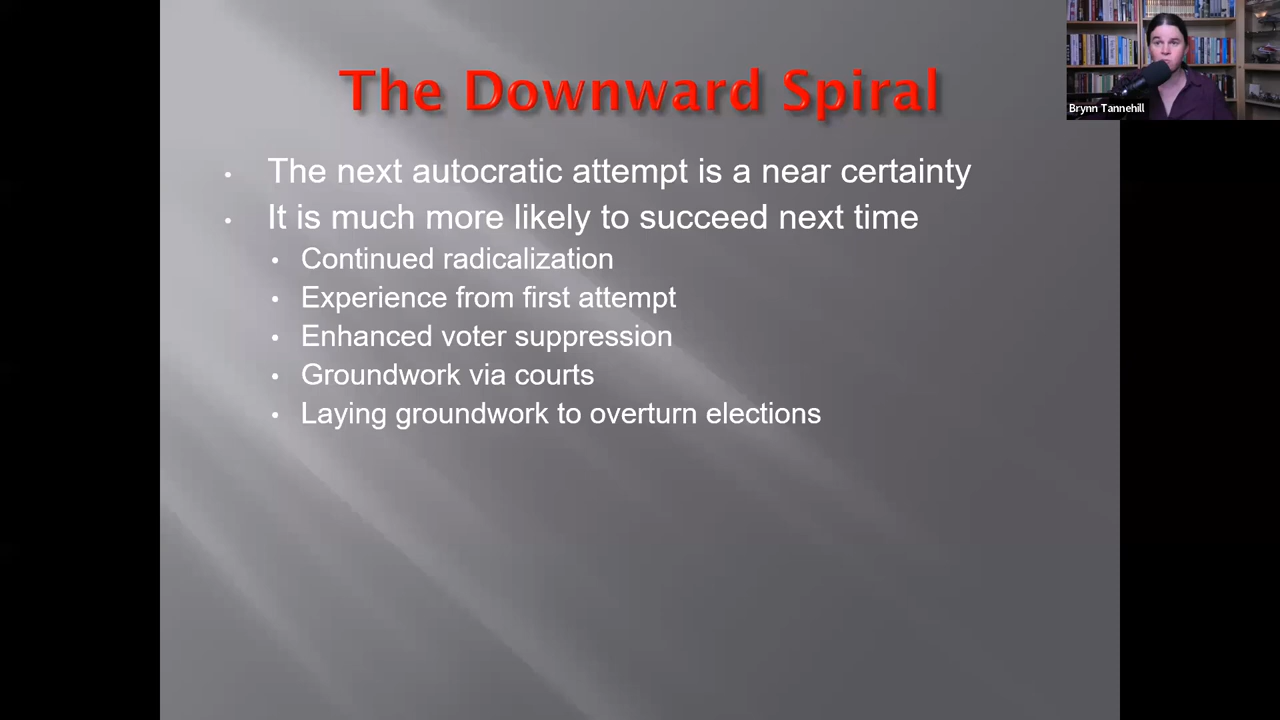 The Downward Spiral
Brynn Tannehill
• The next autocratic attempt is a near certainty
• It is much more likely to succeed next time
• Continued radicalization
• Experience from first attempt
• Enhanced voter suppression
• Groundwork via courts
• Laying groundwork to overturn elections